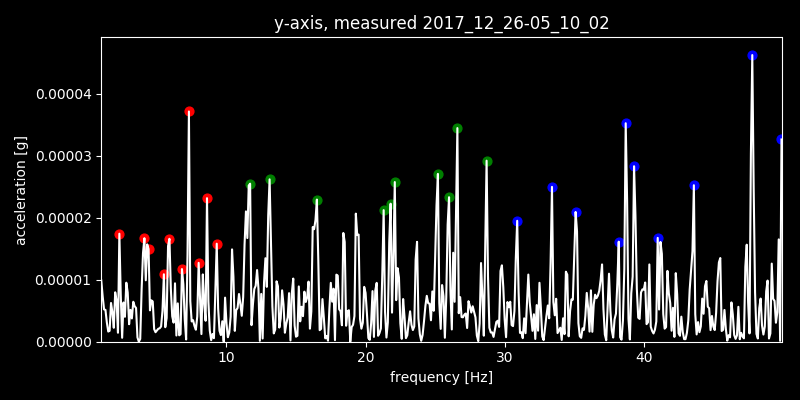 y-axis, measured 2017_12_26-05_10_02
acceleration [g]
0.00004
0.00003
0.00002
0.00001
0.00000
10 20 30 40
frequency [Hz]